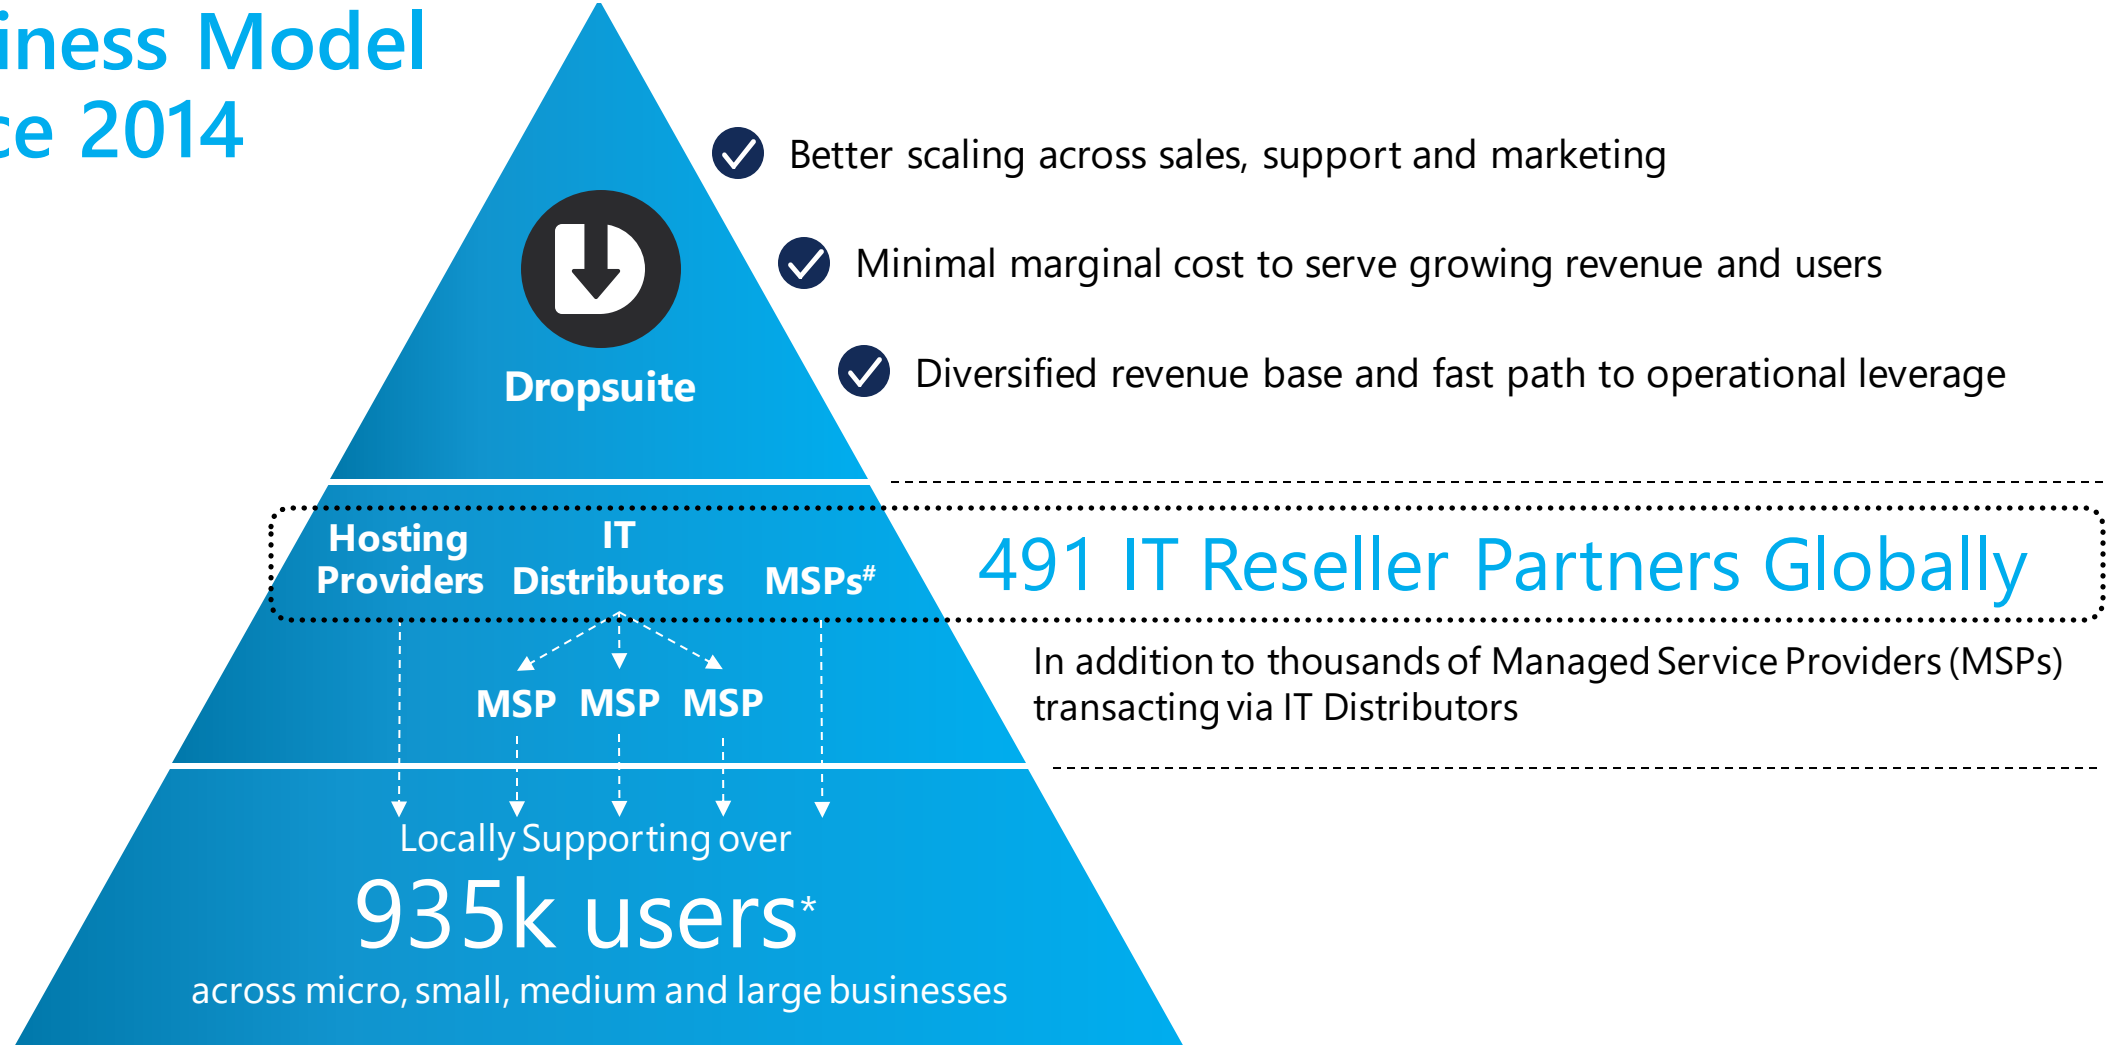 iness Model
ce 2014
Better scaling across sales, support and marketing
Minimal marginal cost to serve growing revenue and users
Diversified revenue base and fast path to operational leverage
Dropsuite
Hosting
Providers
IT
Distributors
MSPs#
491 IT Reseller Partners Globally
In addition to thousands of Managed Service Providers (MSPs)
transacting via IT Distributors
MSP MSP MSP
Locally Supporting over
935k users*
across micro, small, medium and large businesses